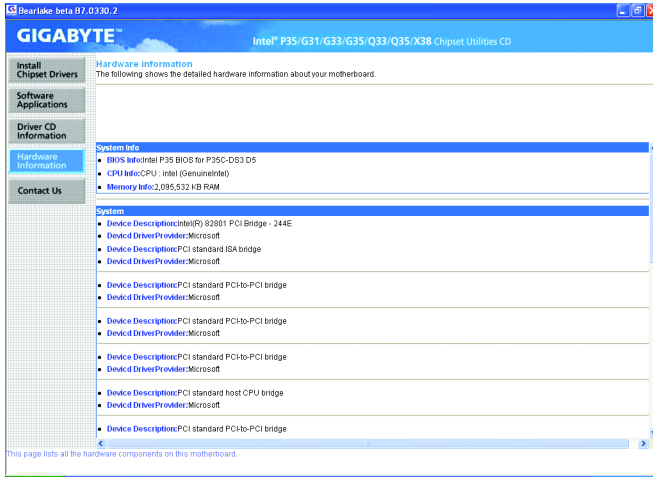 Bearlake beta B7.0330.2
GIGABYTE™
Intel® P35/G31/G33/G35/Q33/Q35/X38 Chipset Utilities CD
Install
Chipset Drivers
Software
Applications
Driver CD
Information
Hardware
Information
Contact Us
Hardware information
The following shows the detailed hardware information about your motherboard.
System Info
• BIOS Info:Intel P35 BIOS for P35C-DS3 D5
• CPU Info:CPU : intel (GenuineIntel)
• Memory Info:2,095,532 KB RAM
System
• Device Description:Intel(R) 82801 PCI Bridge - 244E
• Devicd DriverProvider:Microsoft
• Device Description:PCI standard ISA bridge
• Devicd DriverProvider:Microsoft
• Device Description:PCI standard PCI-to-PCI bridge
• Devicd DriverProvider:Microsoft
• Device Description:PCI standard PCI-to-PCI bridge
• Devicd DriverProvider:Microsoft
• Device Description:PCI standard PCI-to-PCI bridge
• Devicd DriverProvider:Microsoft
• Device Description:PCI standard host CPU bridge
• Devicd DriverProvider:Microsoft
• Device Description:PCI standard PCI-to-PCI bridge
This page lists all the hardware components on this motherboard.